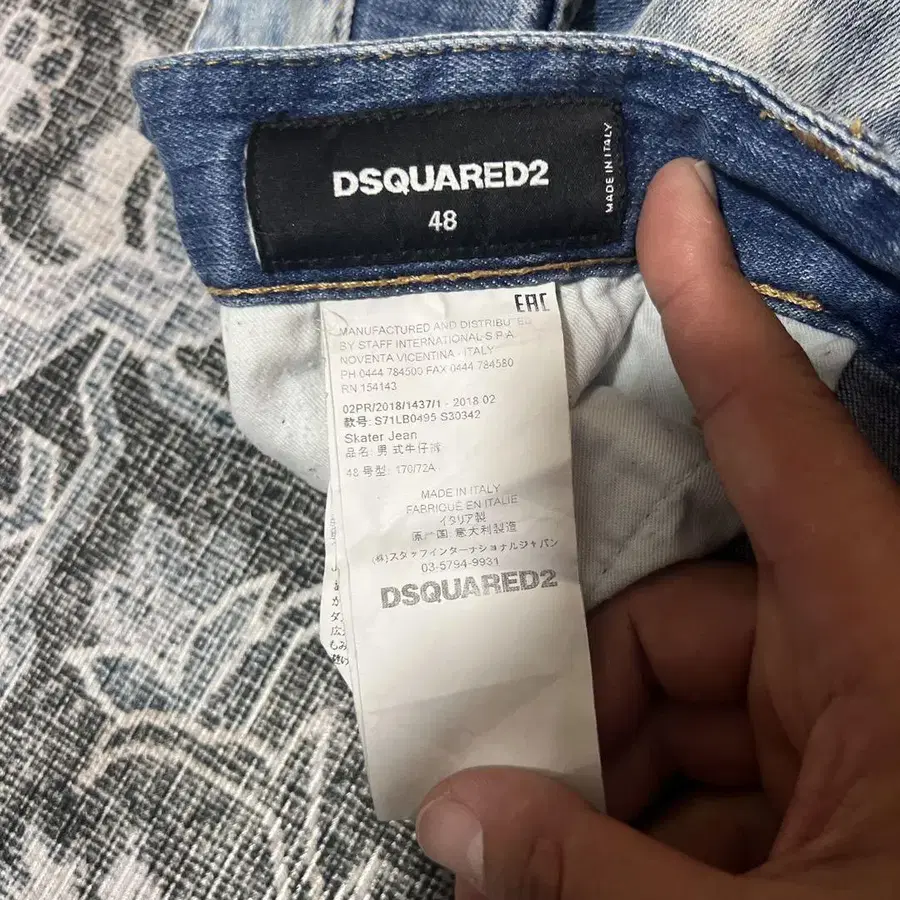 DSQUARED2
48
MADE IN ITALY
EAC
MANUFACTURED AND DISTRIBUTED
BY STAFF INTERNATIONAL S.P.A.
NOVENTA VICENTINA - ITALY
PH.0444 784500 FAX 0444 784580
RN 154143
02PR/2018/1437/1 - 2018 02
款号: S71LB0495 S30342
Skater Jean
品名: 男式牛仔裤
48 号型: 170/72A
MADE IN ITALY
FABRIQUÉ EN ITALIE
イタリア製
原产国: 意大利製造
(株)スタッフインターナショナルジャパン
03-5794-9931
DSQUARED2